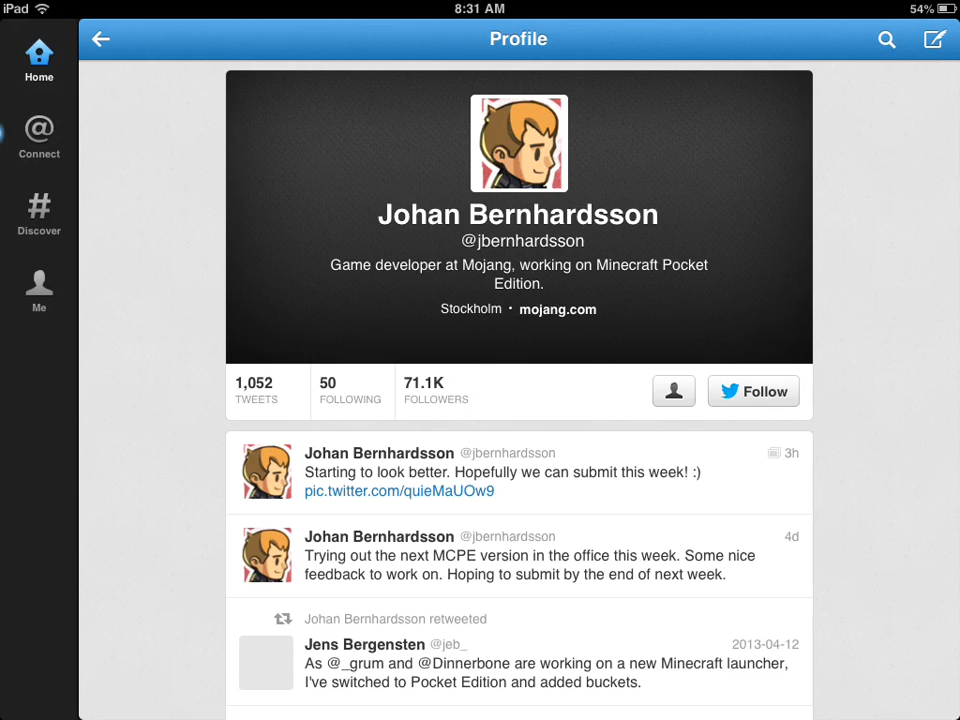 iPad 8:31 AM 54%
Profile
Home
@
Connect
#
Discover
Me
Johan Bernhardsson
@jbernhardsson
Game developer at Mojang, working on Minecraft Pocket
Edition.
Stockholm · mojang.com
1,052 50 71.1K
TWEETS FOLLOWING FOLLOWERS
Follow
Johan Bernhardsson @jbernhardsson 3h
Starting to look better. Hopefully we can submit this week! :)
pic.twitter.com/quieMaUOw9
Johan Bernhardsson @jbernhardsson 4d
Trying out the next MCPE version in the office this week. Some nice
feedback to work on. Hoping to submit by the end of next week.
Johan Bernhardsson retweeted
Jens Bergensten @jeb_ 2013-04-12
As @_grum and @Dinnerbone are working on a new Minecraft launcher,
I've switched to Pocket Edition and added buckets.